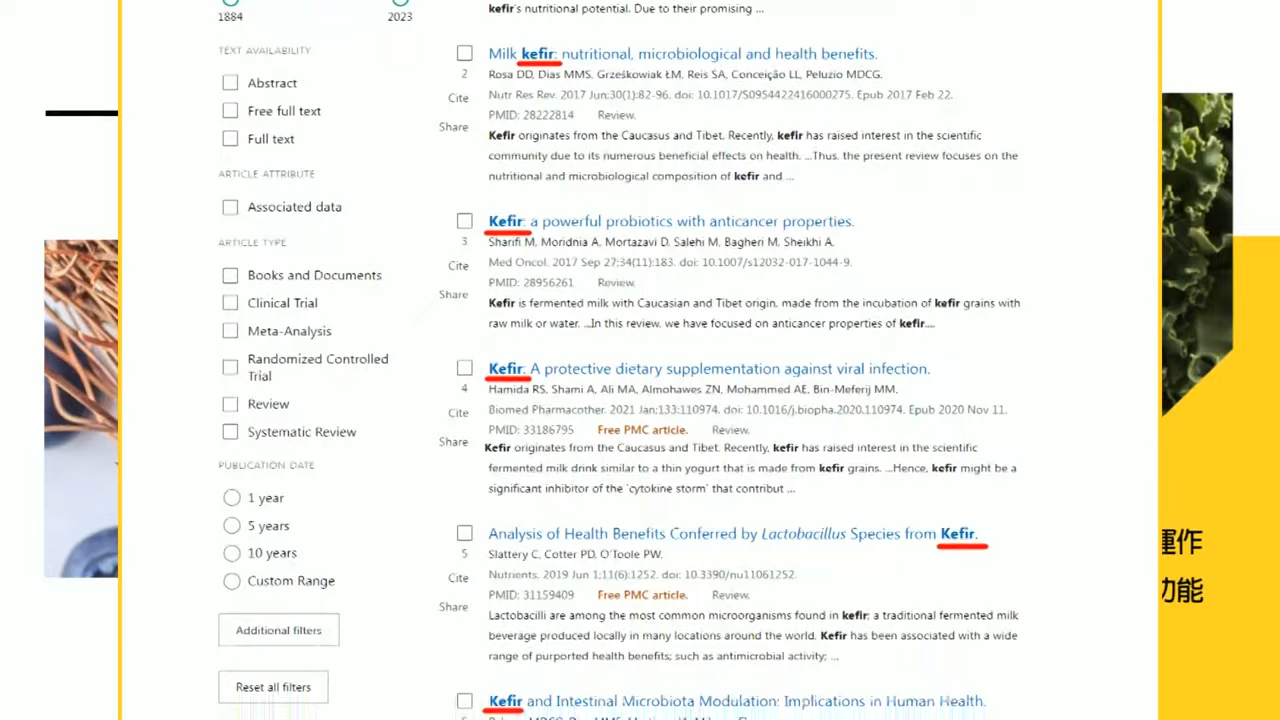 kefir's nutritional potential. Due to their promising ...
1884
2023
TEXT AVAILABILITY
Abstract
Free full text
Full text
ARTICLE ATTRIBUTE
Associated data
ARTICLE TYPE
Books and Documents
Clinical Trial
Meta-Analysis
Randomized Controlled
Trial
Review
Systematic Review
PUBLICATION DATE
1 year
5 years
10 years
Custom Range
Additional filters
Reset all filters
Milk kefir: nutritional, microbiological and health benefits.
2
Rosa DD, Dias MMS, Grześkowiak ŁM, Reis SA, Conceição LL, Peluzio MDCG.
Cite
Nutr Res Rev. 2017 Jun;30(1):82-96. doi: 10.1017/S0954422416000275. Epub 2017 Feb 22.
PMID: 28222814 Review.
Share
Kefir originates from the Caucasus and Tibet. Recently, kefir has raised interest in the scientific
community due to its numerous beneficial effects on health. ...Thus, the present review focuses on the
nutritional and microbiological composition of kefir and ...
Kefir: a powerful probiotics with anticancer properties.
3
Sharifi M, Moridnia A, Mortazavi D, Salehi M, Bagheri M, Sheikhi A.
Cite
Med Oncol. 2017 Sep 27;34(11):183. doi: 10.1007/s12032-017-1044-9.
PMID: 28956261 Review.
Share
Kefir is fermented milk with Caucasian and Tibet origin, made from the incubation of kefir grains with
raw milk or water. ...In this review, we have focused on anticancer properties of kefir....
Kefir: A protective dietary supplementation against viral infection.
4
Hamida RS, Shami A, Ali MA, Almohawes ZN, Mohammed AE, Bin-Meferij MM.
Cite
Biomed Pharmacother. 2021 Jan;133:110974. doi: 10.1016/j.biopha.2020.110974. Epub 2020 Nov 11.
PMID: 33186795 Free PMC article. Review.
Share
Kefir originates from the Caucasus and Tibet. Recently, kefir has raised interest in the scientific
fermented milk drink similar to a thin yogurt that is made from kefir grains. ...Hence, kefir might be a
significant inhibitor of the 'cytokine storm' that contribut ...
Analysis of Health Benefits Conferred by Lactobacillus Species from Kefir.
5
Slattery C, Cotter PD, O'Toole PW.
Cite
Nutrients. 2019 Jun 1;11(6):1252. doi: 10.3390/nu11061252.
PMID: 31159409 Free PMC article. Review.
Share
Lactobacilli are among the most common microorganisms found in kefir; a traditional fermented milk
beverage produced locally in many locations around the world. Kefir has been associated with a wide
range of purported health benefits; such as antimicrobial activity; ...
Kefir and Intestinal Microbiota Modulation: Implications in Human Health.
運作
功能